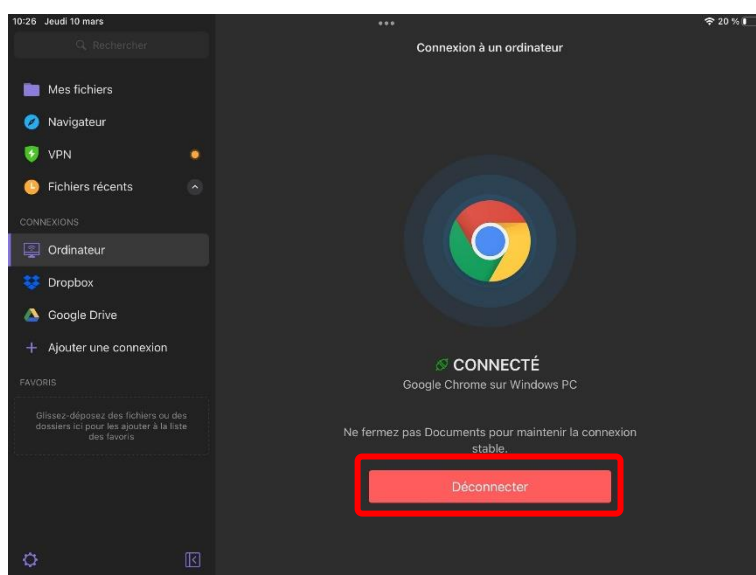 10:26 Jeudi 10 mars
20 %
Rechercher
Connexion à un ordinateur
Mes fichiers
Navigateur
VPN
Fichiers récents
CONNEXIONS
Ordinateur
Dropbox
Google Drive
Ajouter une connexion
FAVORIS
Glissez-déposez des fichiers ou des
dossiers ici pour les ajouter à la liste
des favoris
CONNECTÉ
Google Chrome sur Windows PC
Ne fermez pas Documents pour maintenir la connexion
stable.
Déconnecter